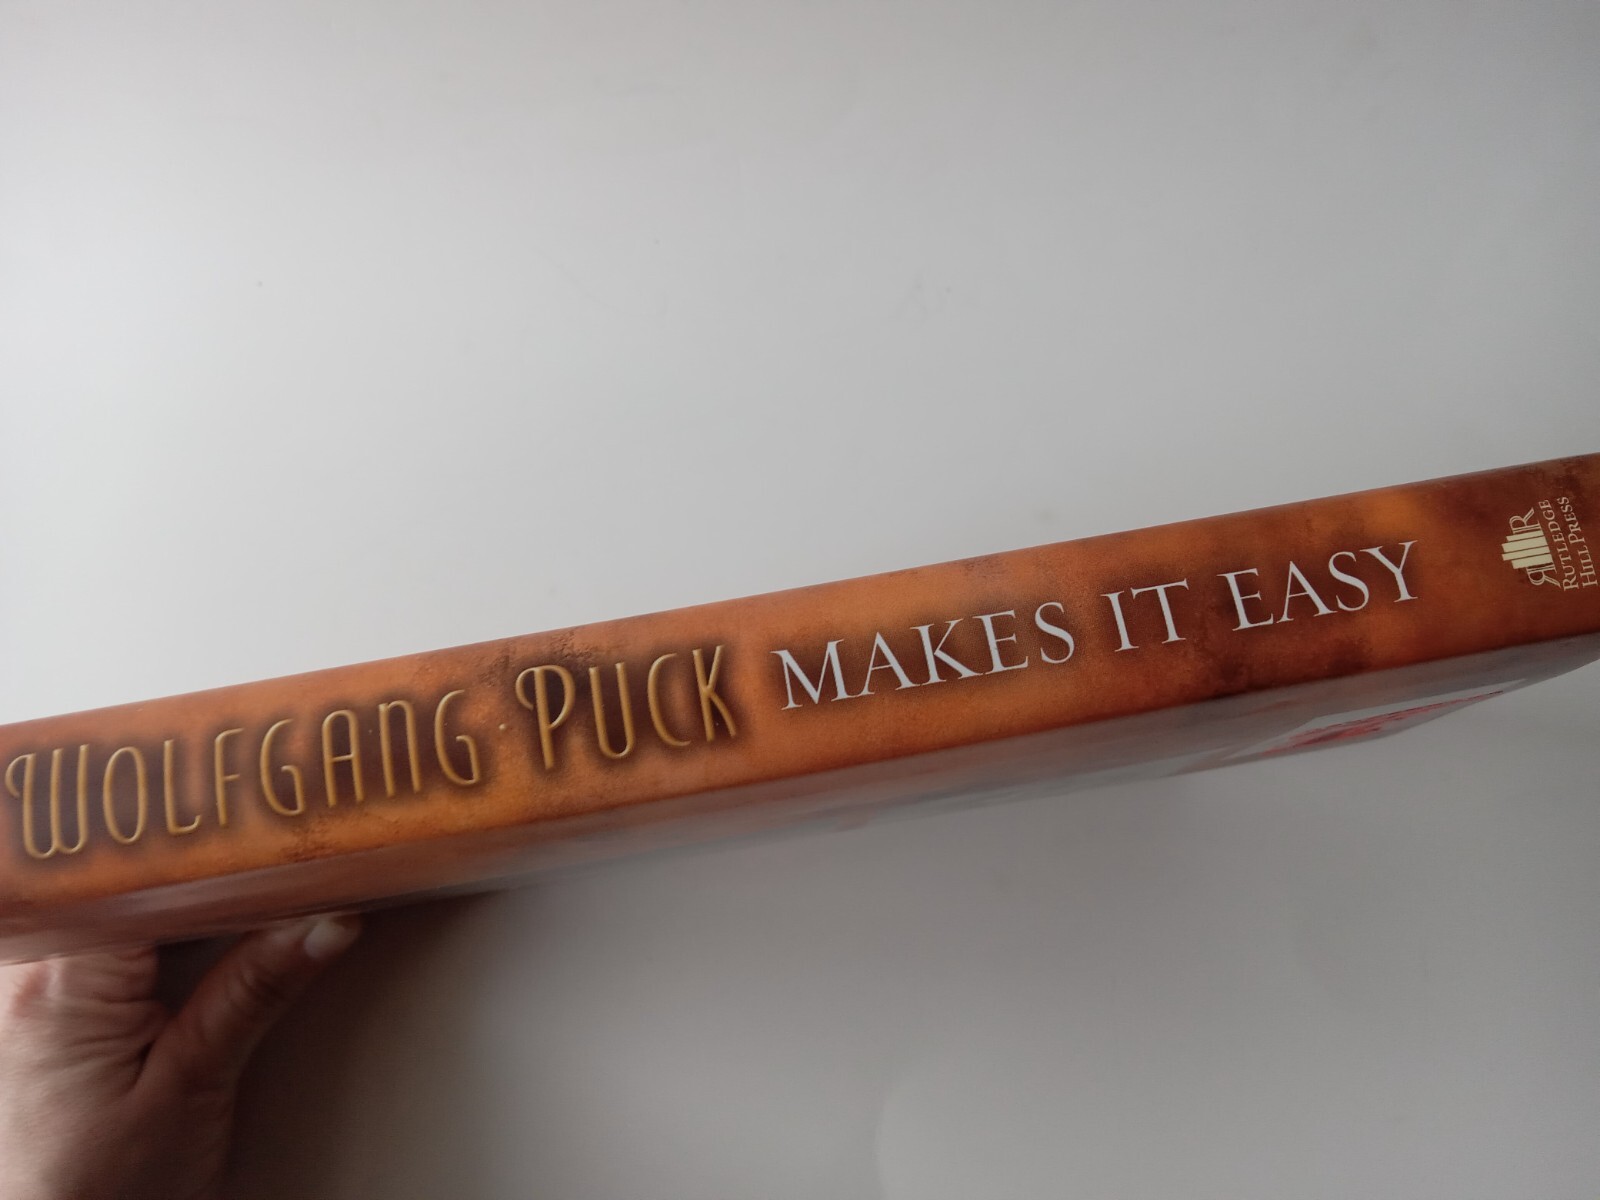 WOLFGANG · PUCK MAKES IT EASY
RUTLEDGE
HILL PRESS